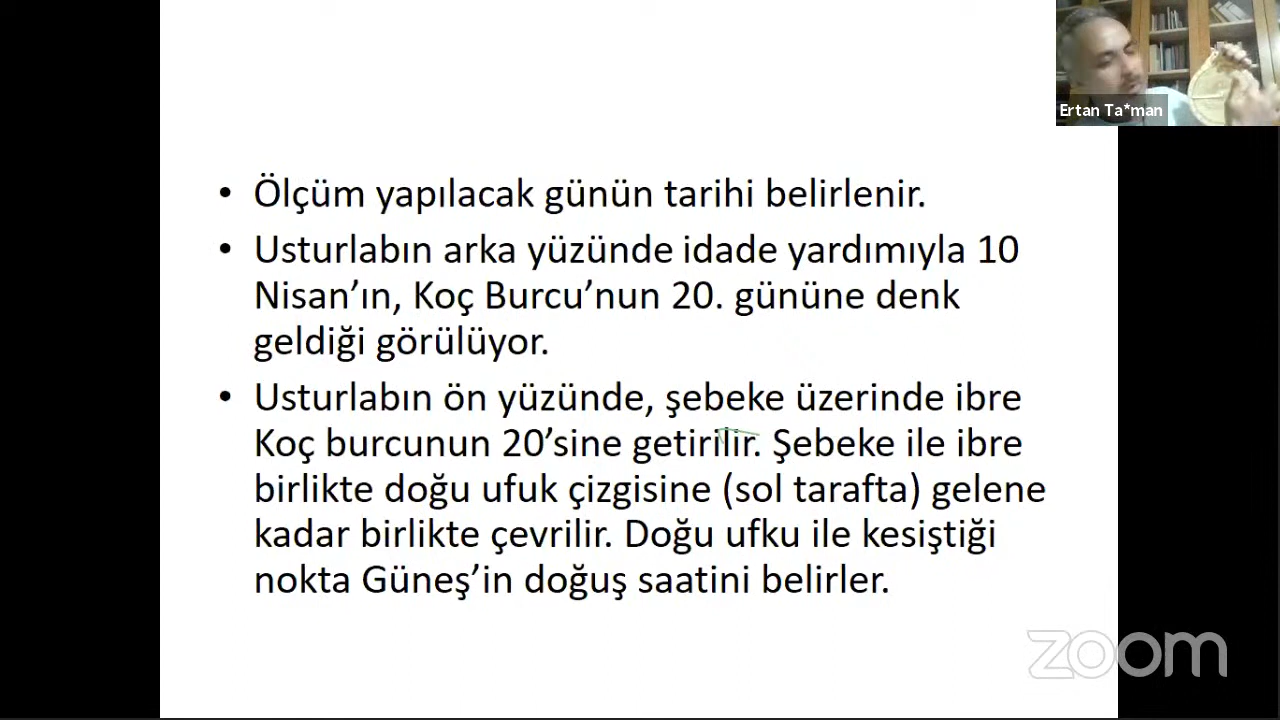 Ertan Ta*man
• Ölçüm yapılacak günün tarihi belirlenir.
• Usturlabın arka yüzünde idade yardımıyla 10
Nisan’ın, Koç Burcu’nun 20. gününe denk
geldiği görülüyor.
• Usturlabın ön yüzünde, şebeke üzerinde ibre
Koç burcunun 20’sine getirilir. Şebeke ile ibre
birlikte doğu ufuk çizgisine (sol tarafta) gelene
kadar birlikte çevrilir. Doğu ufku ile kesiştiği
nokta Güneş’in doğuş saatini belirler.
zoom